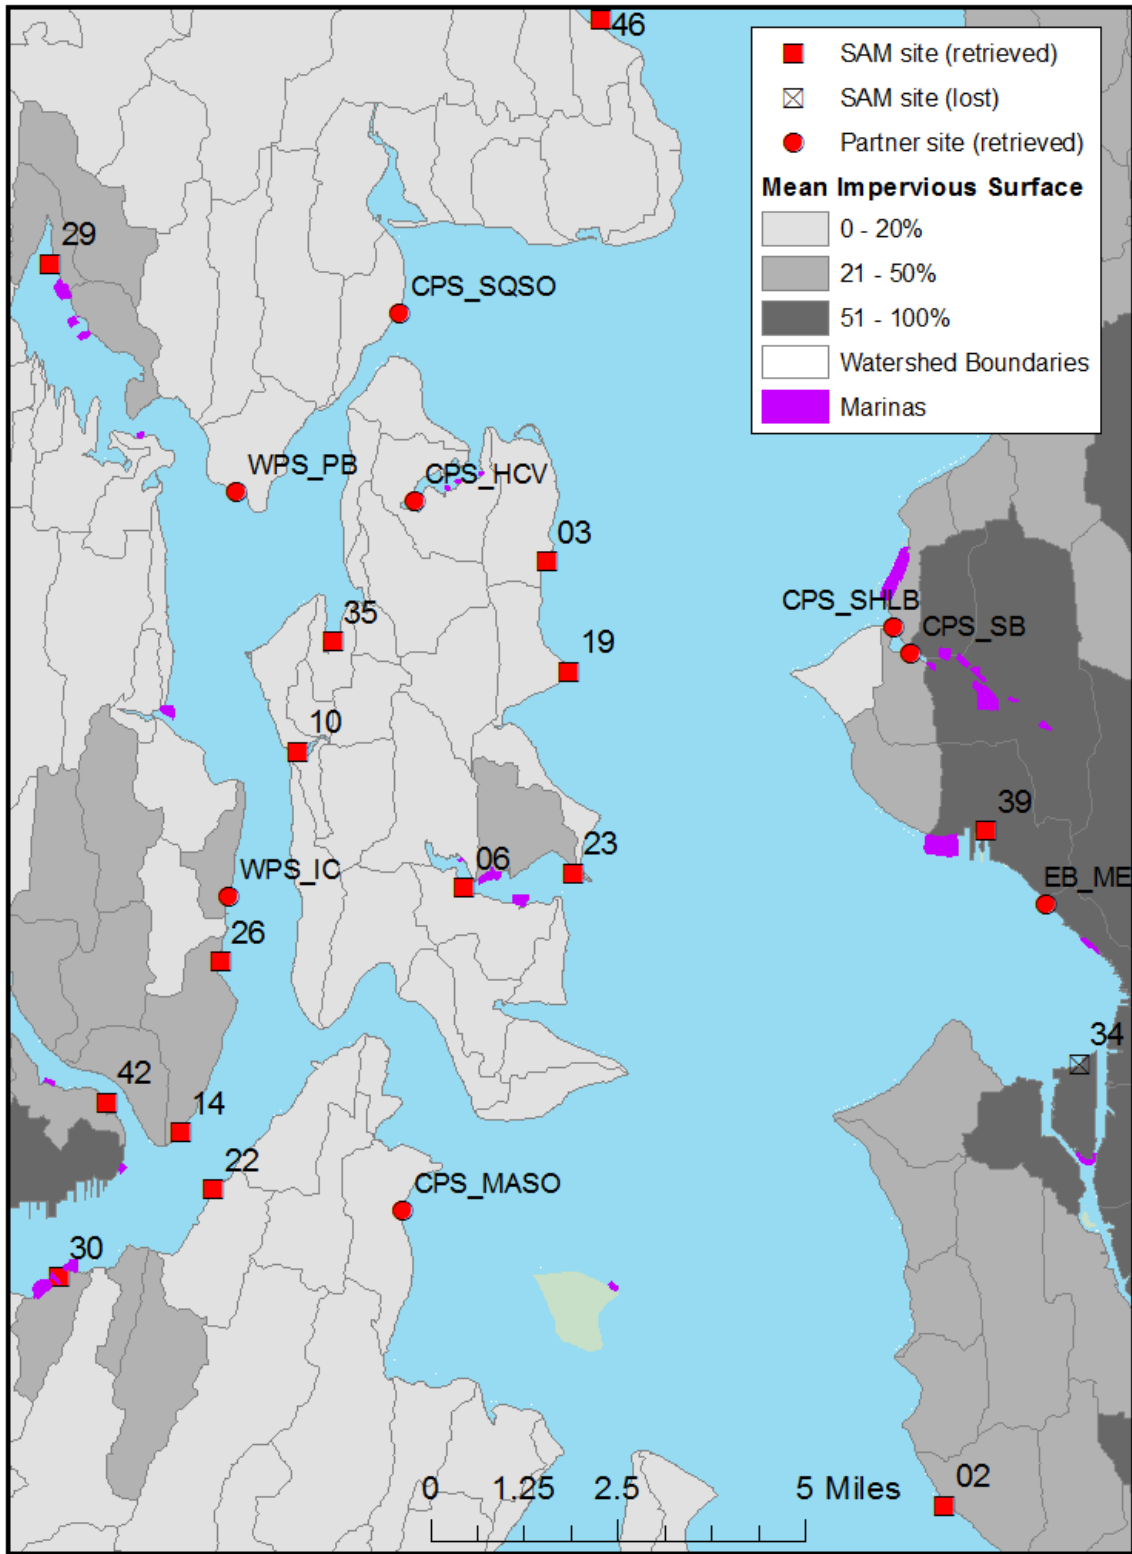 46
SAM site (retrieved)
SAM site (lost)
Partner site (retrieved)
Mean Impervious Surface
0 - 20%
21 - 50%
51 - 100%
Watershed Boundaries
Marinas
29
CPS_SQSO
WPS_PB
CPS_HCV
03
CPS_SHLB
35
CPS_SB
19
10
39
06
23
WPS_IC
EB_ME
26
34
42
14
22
CPS_MASO
30
0 1.25 2.5 5 Miles
02